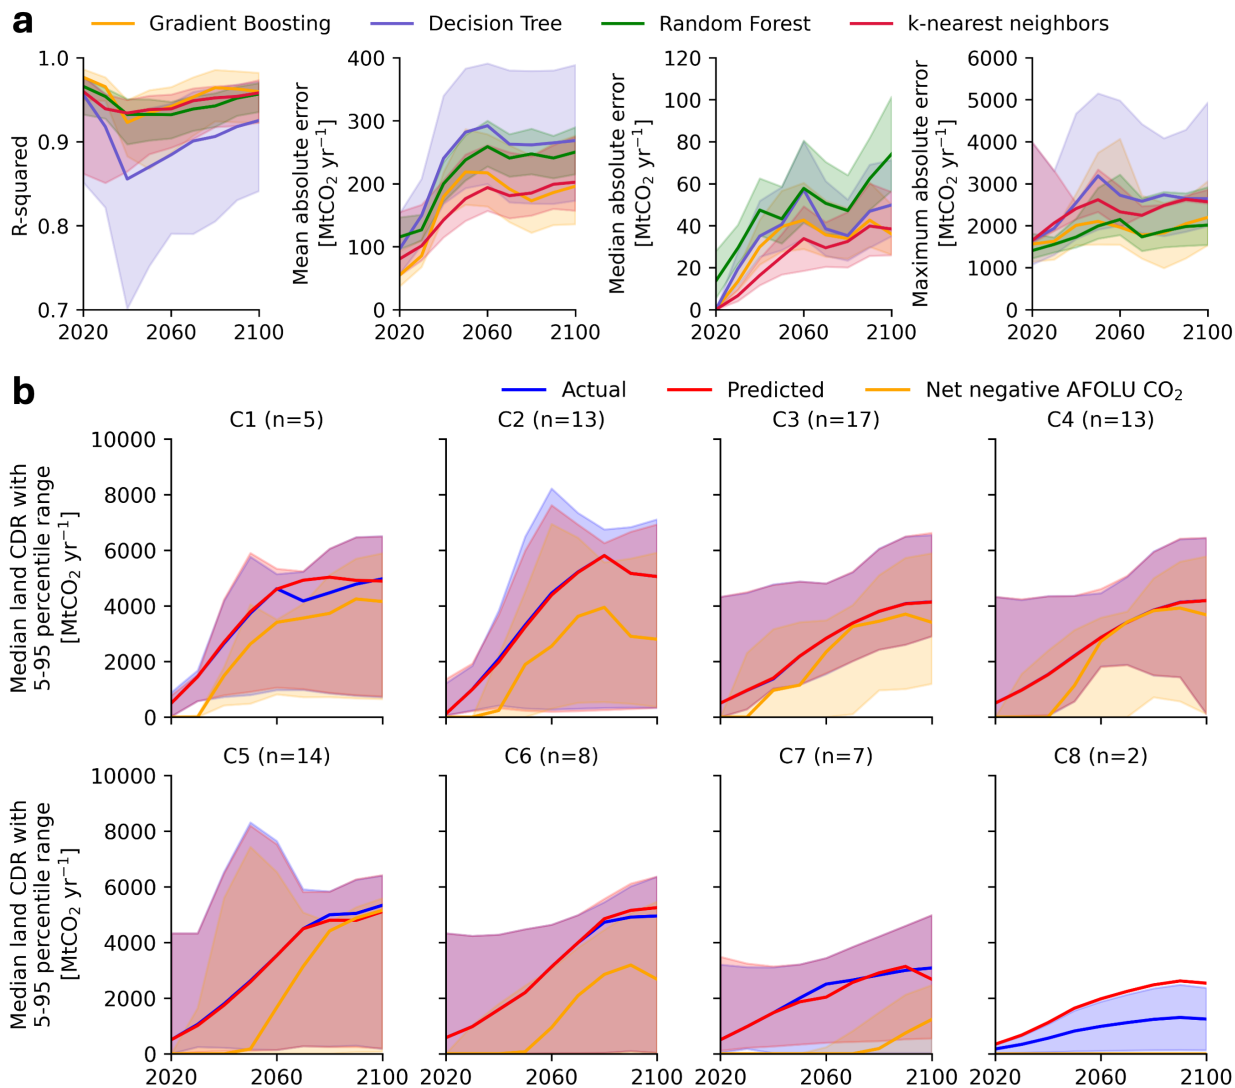 a
Gradient Boosting Decision Tree Random Forest k-nearest neighbors
R-squared
1.0
0.9
0.8
0.7
2020 2060 2100
Mean absolute error
[MtCO₂ yr⁻¹]
400
300
200
100
0
2020 2060 2100
Median absolute error
[MtCO₂ yr⁻¹]
120
100
80
60
40
20
0
2020 2060 2100
Maximum absolute error
[MtCO₂ yr⁻¹]
6000
5000
4000
3000
2000
1000
0
2020 2060 2100
b
Actual Predicted Net negative AFOLU CO₂
C1 (n=5) C2 (n=13) C3 (n=17) C4 (n=13)
Median land CDR with
5-95 percentile range
[MtCO₂ yr⁻¹]
10000
8000
6000
4000
2000
0
C5 (n=14) C6 (n=8) C7 (n=7) C8 (n=2)
Median land CDR with
5-95 percentile range
[MtCO₂ yr⁻¹]
10000
8000
6000
4000
2000
0
2020 2060 2100 2020 2060 2100 2020 2060 2100 2020 2060 2100